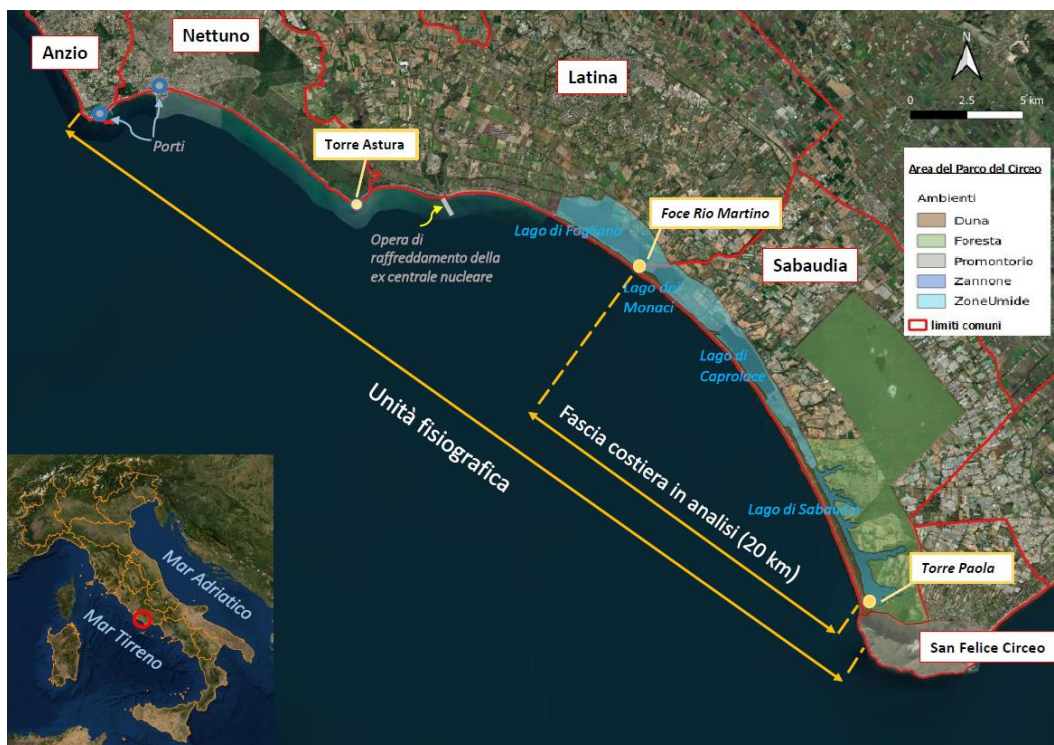 Anzio
Nettuno
Latina
N
0 2.5 5 km
Porti
Torre Astura
Opera di
raffreddamento della
ex centrale nucleare
Lago di Fogliano
Foce Rio Martino
Lago dei
Monaci
Sabaudia
Lago di
Caprolace
Area del Parco del Circeo
Ambienti
Duna
Foresta
Promontorio
Zannone
ZoneUmide
limiti comuni
Unità fisiografica
Fascia costiera in analisi (20 km)
Lago di Sabaudia
Torre Paola
San Felice Circeo
Mar Adriatico
Mar Tirreno